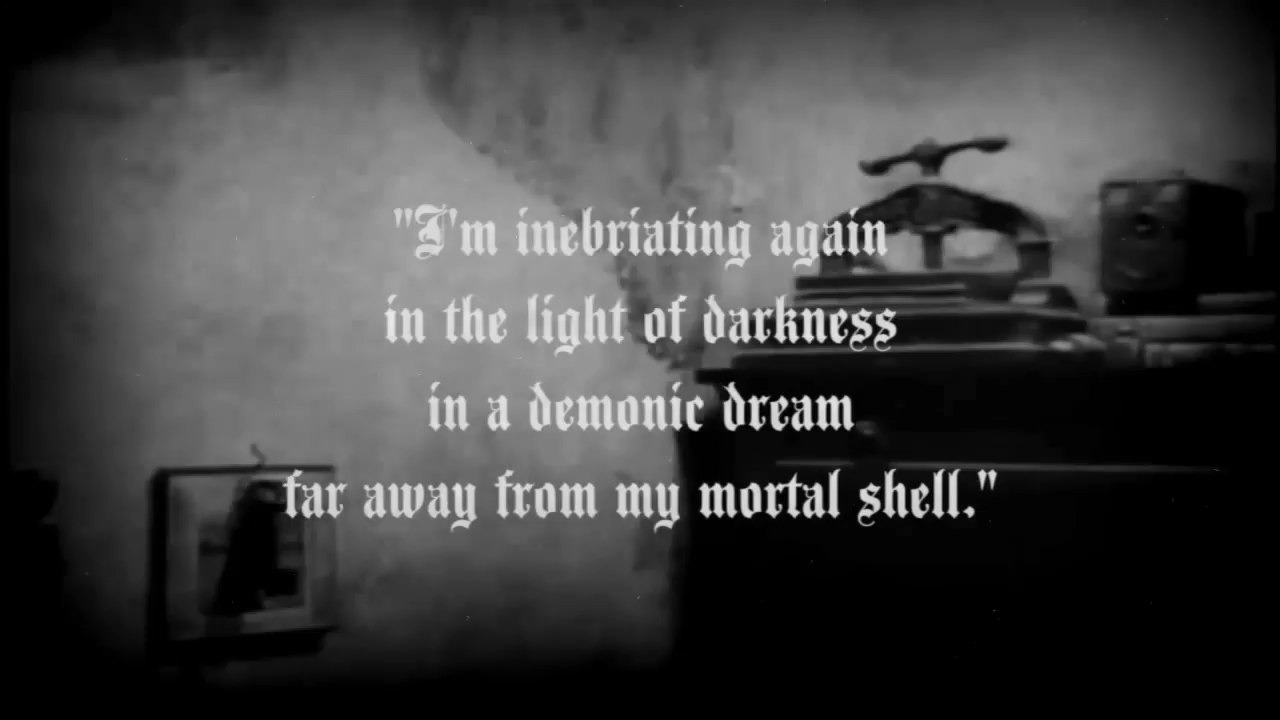 "I'm inebriating again
in the light of darkness
in a demonic dream
far away from my mortal shell."